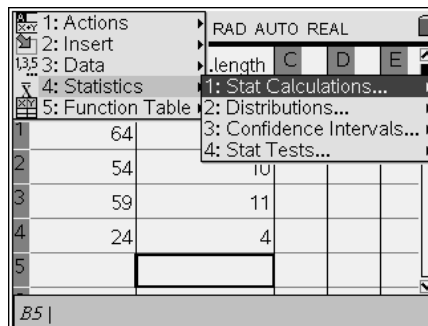 1: Actions
2: Insert
3: Data
4: Statistics
5: Function Table
RAD AUTO REAL
.length C D E
1: Stat Calculations...
2: Distributions...
3: Confidence Intervals...
4: Stat Tests...
1 64
2 54
3 59 11
4 24 4
5
B5